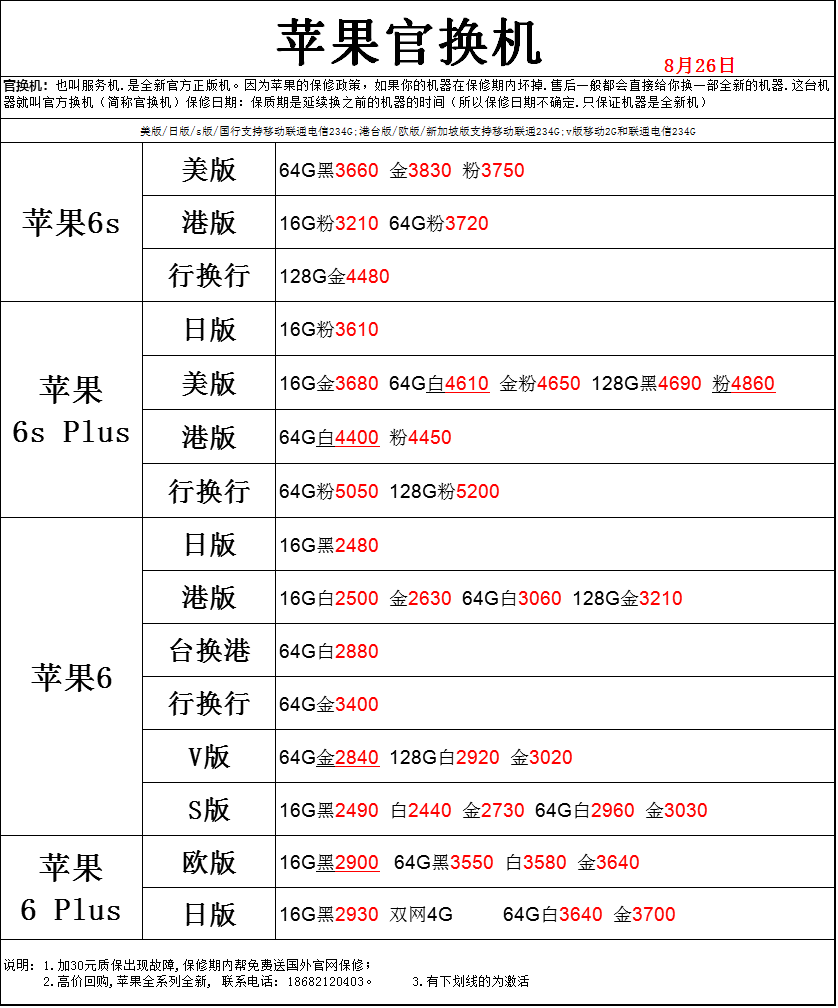 苹果官换机
8月26日
官换机：也叫服务机.是全新官方正版机。因为苹果的保修政策，如果你的机器在保修期内坏掉.售后一般都会直接给你换一部全新的机器.这台机
器就叫官方换机（简称官换机）保修日期：保质期是延续换之前的机器的时间（所以保修日期不确定.只保证机器是全新机）
美版/日版/s版/国行支持移动联通电信234G;港台版/欧版/新加坡版支持移动联通234G;v版移动2G和联通电信234G
苹果6s
美版 64G黑3660 金3830 粉3750
港版 16G粉3210 64G粉3720
行换行 128G金4480
苹果
6s Plus
日版 16G粉3610
美版 16G金3680 64G白4610 金粉4650 128G黑4690 粉4860
港版 64G白4400 粉4450
行换行 64G粉5050 128G粉5200
苹果6
日版 16G黑2480
港版 16G白2500 金2630 64G白3060 128G金3210
台换港 64G白2880
行换行 64G金3400
V版 64G金2840 128G白2920 金3020
S版 16G黑2490 白2440 金2730 64G白2960 金3030
苹果
6 Plus
欧版 16G黑2900 64G黑3550 白3580 金3640
日版 16G黑2930 双网4G 64G白3640 金3700
说明：1.加30元质保出现故障,保修期内帮免费送国外官网保修；
2.高价回购,苹果全系列全新, 联系电话：18682120403。 3.有下划线的为激活